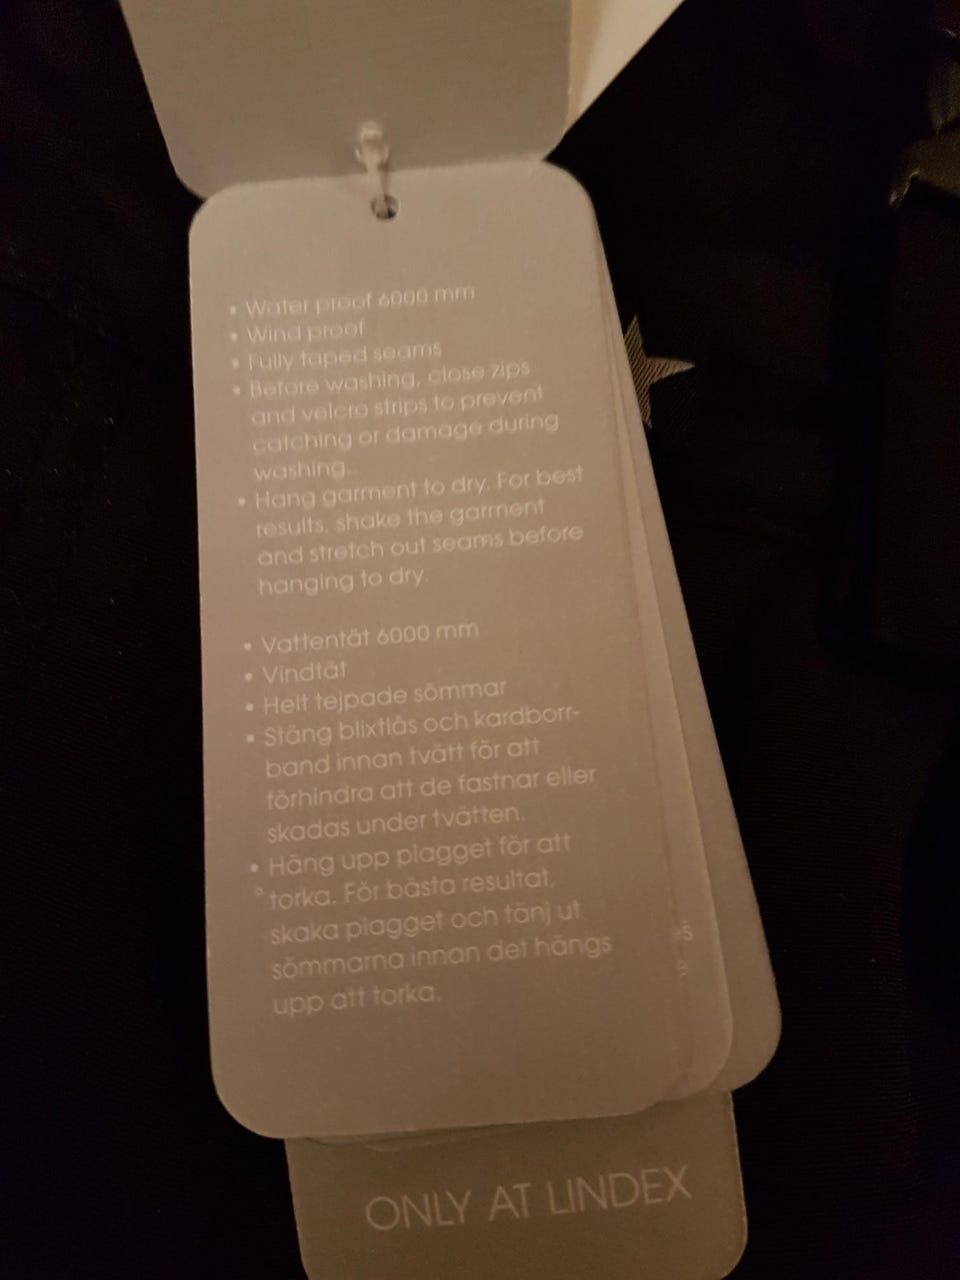 • Water proof 6000 mm
• Wind proof
• Fully taped seams
• Before washing, close zips
and velcro strips to prevent
catching or damage during
washing.
• Hang garment to dry. For best
results, shake the garment
and stretch out seams before
hanging to dry.
• Vattentät 6000 mm
• Vindtät
• Helt tejpade sömmar
• Stäng blixtlås och kardborr-
band innan tvätt för att
förhindra att de fastnar eller
skadas under tvätten.
• Häng upp plagget för att
torka. För bästa resultat,
skaka plagget och tänj ut
sömmarna innan det hängs
upp att torka.
es
e
ONLY AT LINDEX